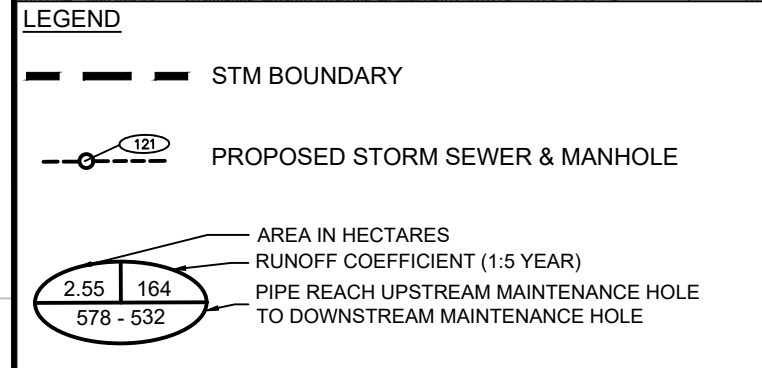 LEGEND
STM BOUNDARY
121
PROPOSED STORM SEWER & MANHOLE
AREA IN HECTARES
RUNOFF COEFFICIENT (1:5 YEAR)
2.55 164
PIPE REACH UPSTREAM MAINTENANCE HOLE
578 - 532
TO DOWNSTREAM MAINTENANCE HOLE